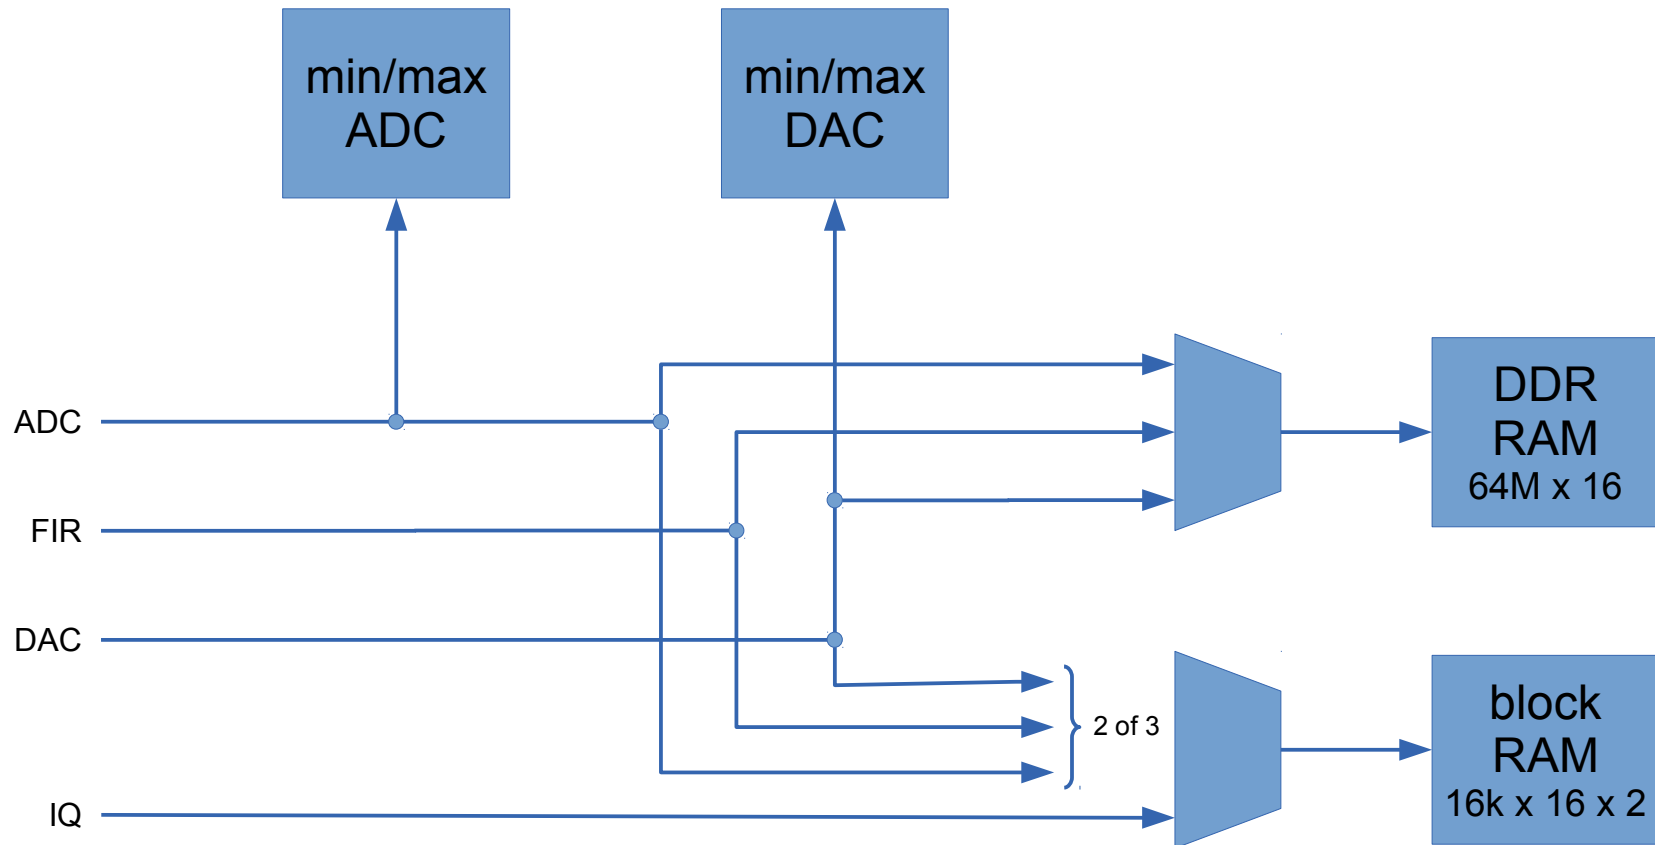 min/max
ADC
min/max
DAC
DDR
RAM
64M x 16
ADC
FIR
DAC
2 of 3
block
RAM
16k x 16 x 2
IQ